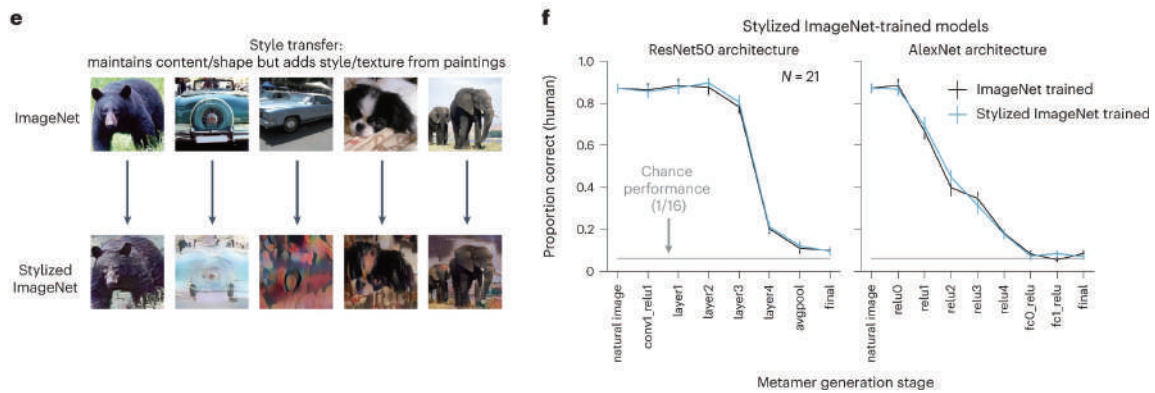 e
Style transfer:
maintains content/shape but adds style/texture from paintings
ImageNet
Stylized
ImageNet
f
Stylized ImageNet-trained models
ResNet50 architecture
AlexNet architecture
Proportion correct (human)
1.0
0.8
0.6
0.4
0.2
0
N = 21
Chance
performance
(1/16)
ImageNet trained
Stylized ImageNet trained
natural image
conv1_relu1
layer1
layer2
layer3
layer4
avgpool
final
natural image
relu0
relu1
relu2
relu3
relu4
fc0_relu
fc1_relu
final
Metamer generation stage